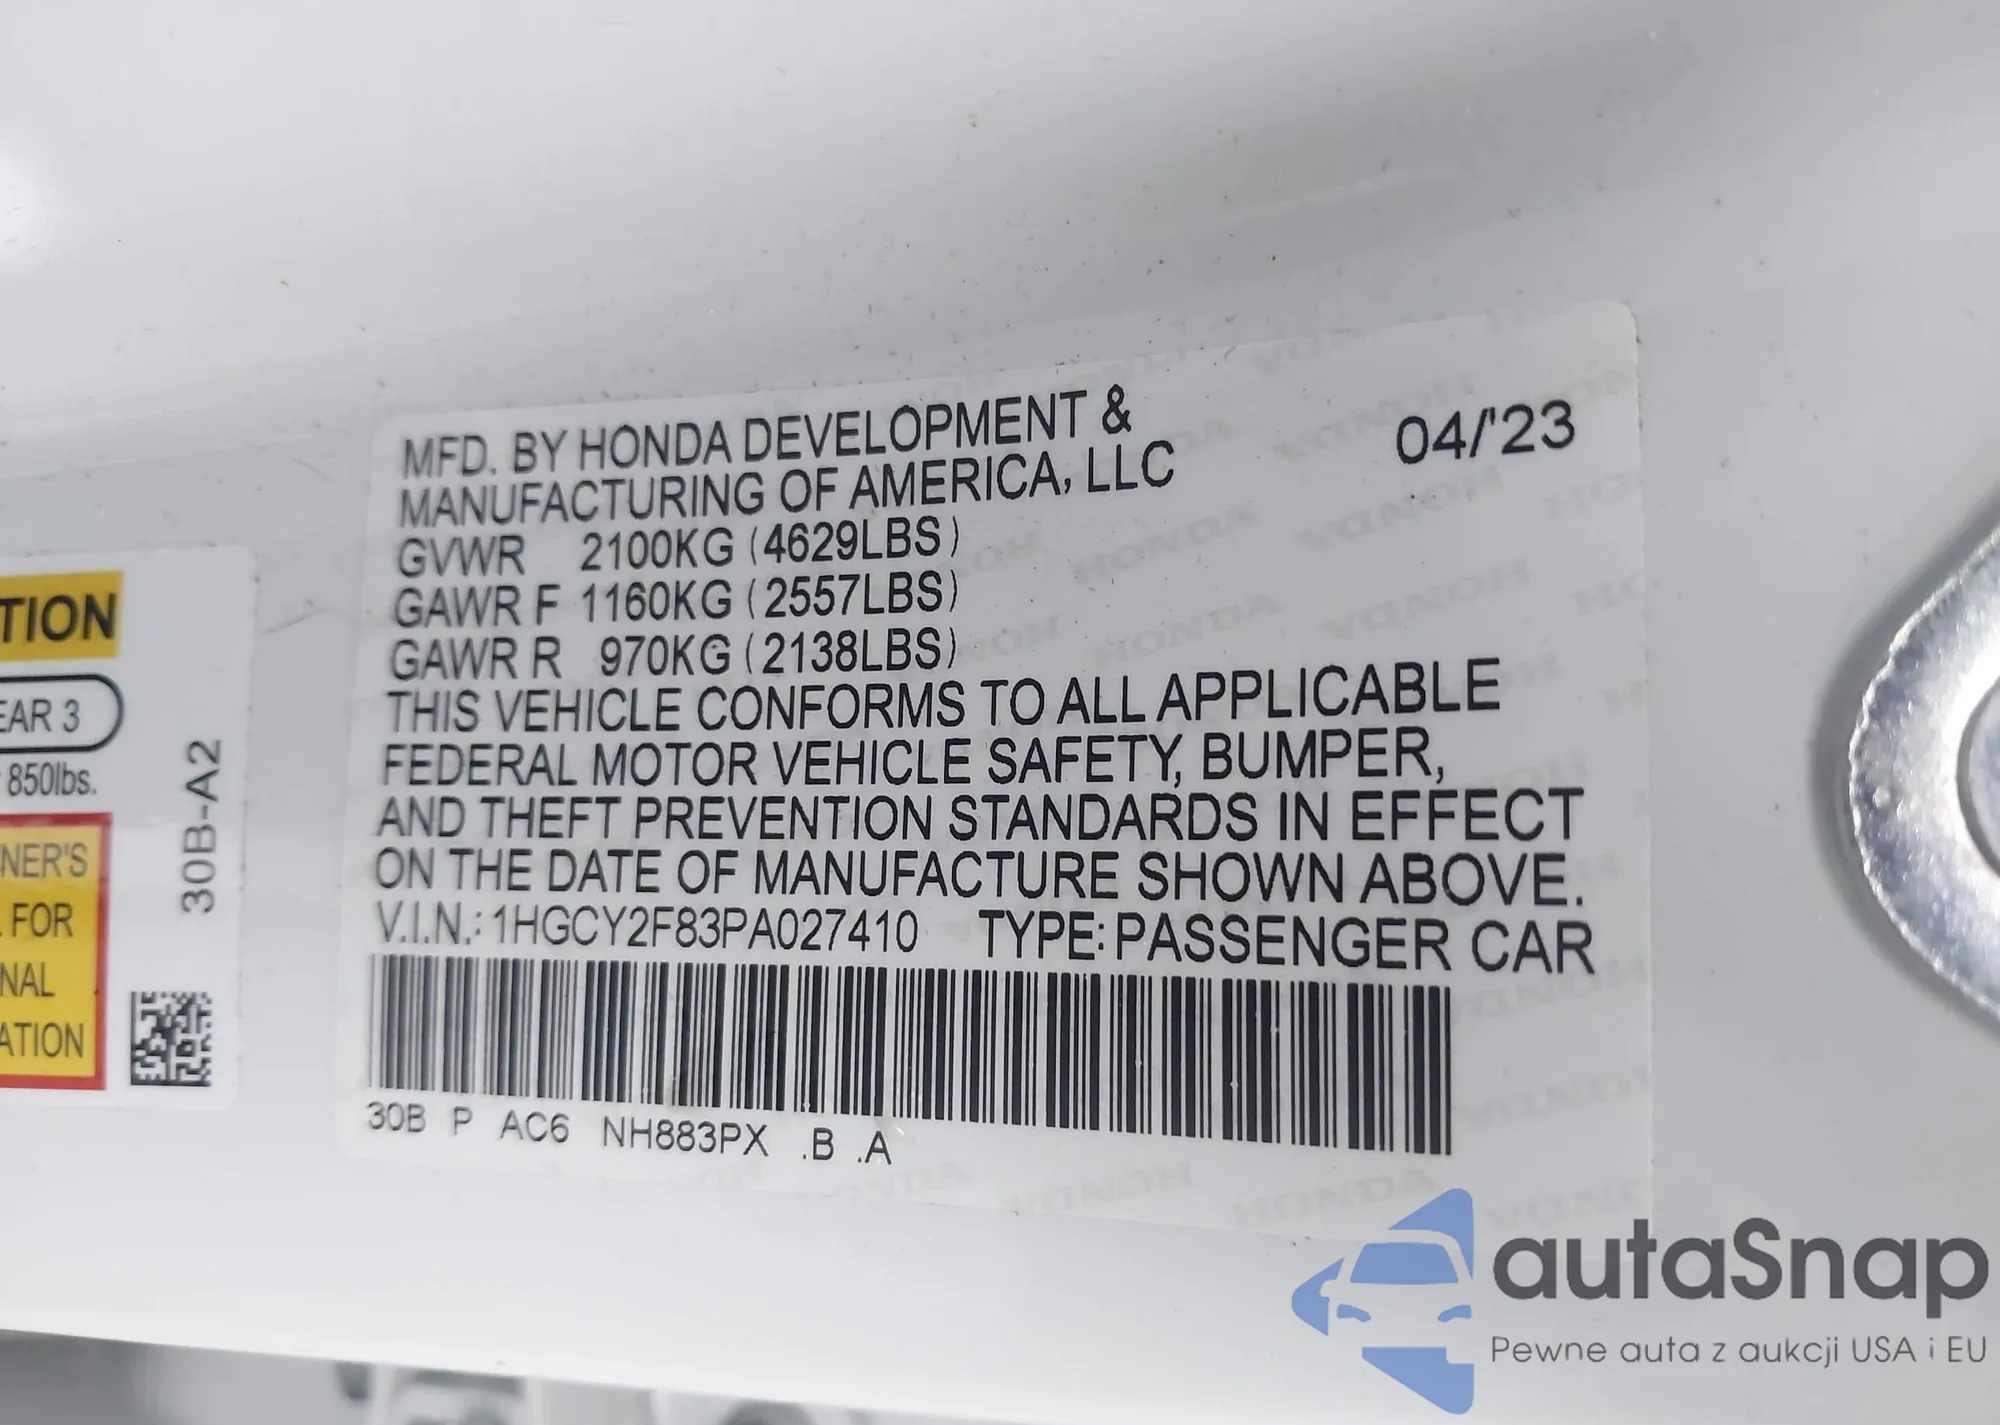 MFD. BY HONDA DEVELOPMENT &
MANUFACTURING OF AMERICA, LLC
04/'23
GVWR 2100KG (4629LBS)
GAWR F 1160KG (2557LBS)
GAWR R 970KG (2138LBS)
THIS VEHICLE CONFORMS TO ALL APPLICABLE
FEDERAL MOTOR VEHICLE SAFETY, BUMPER,
AND THEFT PREVENTION STANDARDS IN EFFECT
ON THE DATE OF MANUFACTURE SHOWN ABOVE.
V.I.N.: 1HGCY2F83PA027410 TYPE: PASSENGER CAR
30B P AC6 NH883PX .B .A
TION
EAR 3
850lbs.
NER'S
FOR
NAL
ATION
30B-A2
HONDA
autaSnap
Pewne auta z aukcji USA i EU